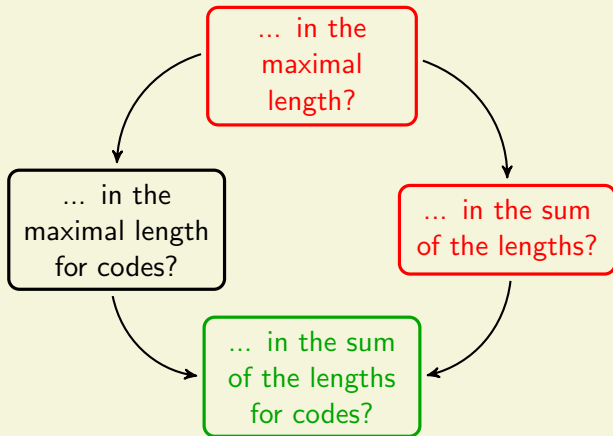 ... in the
maximal
length?
... in the
maximal length
for codes?
... in the sum
of the lengths?
... in the sum
of the lengths
for codes?